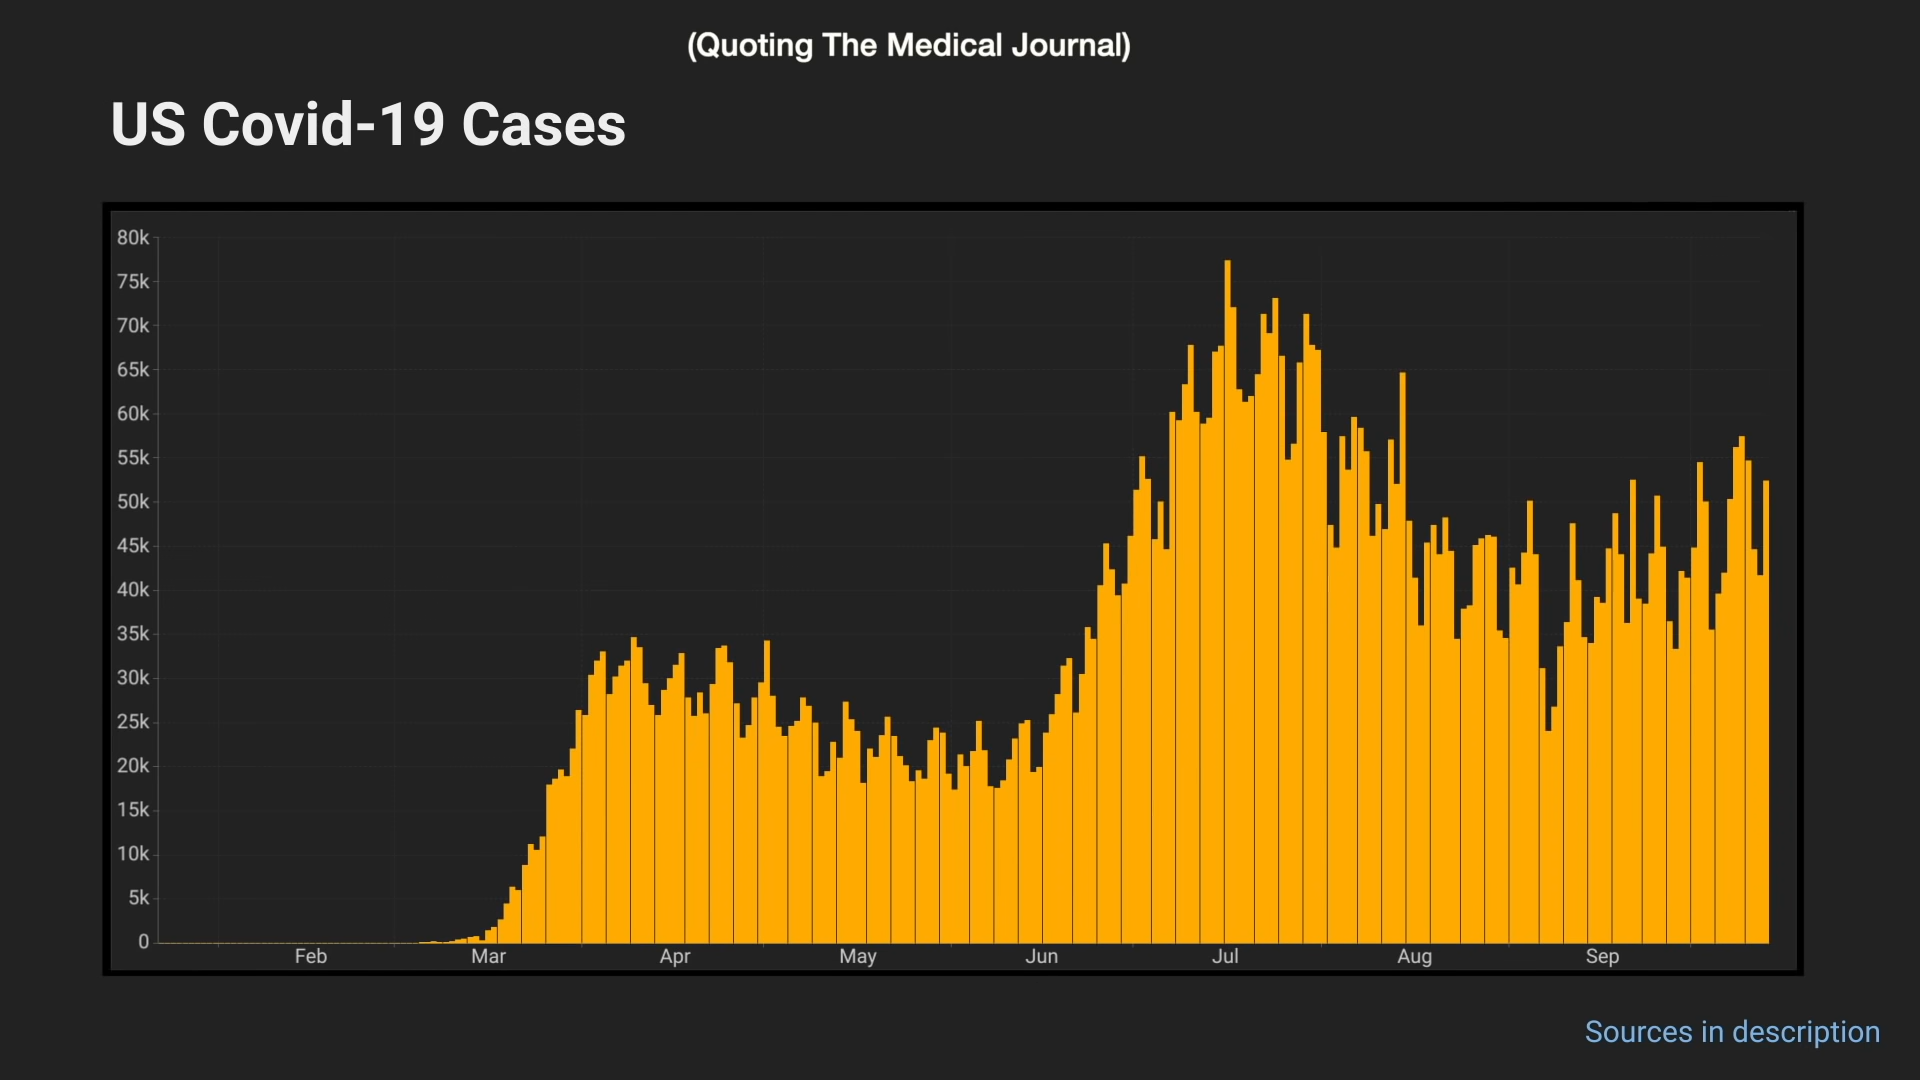 (Quoting The Medical Journal)
US Covid-19 Cases
80k
75k
70k
65k
60k
55k
50k
45k
40k
35k
30k
25k
20k
15k
10k
5k
0
Feb Mar Apr May Jun Jul Aug Sep
Sources in description